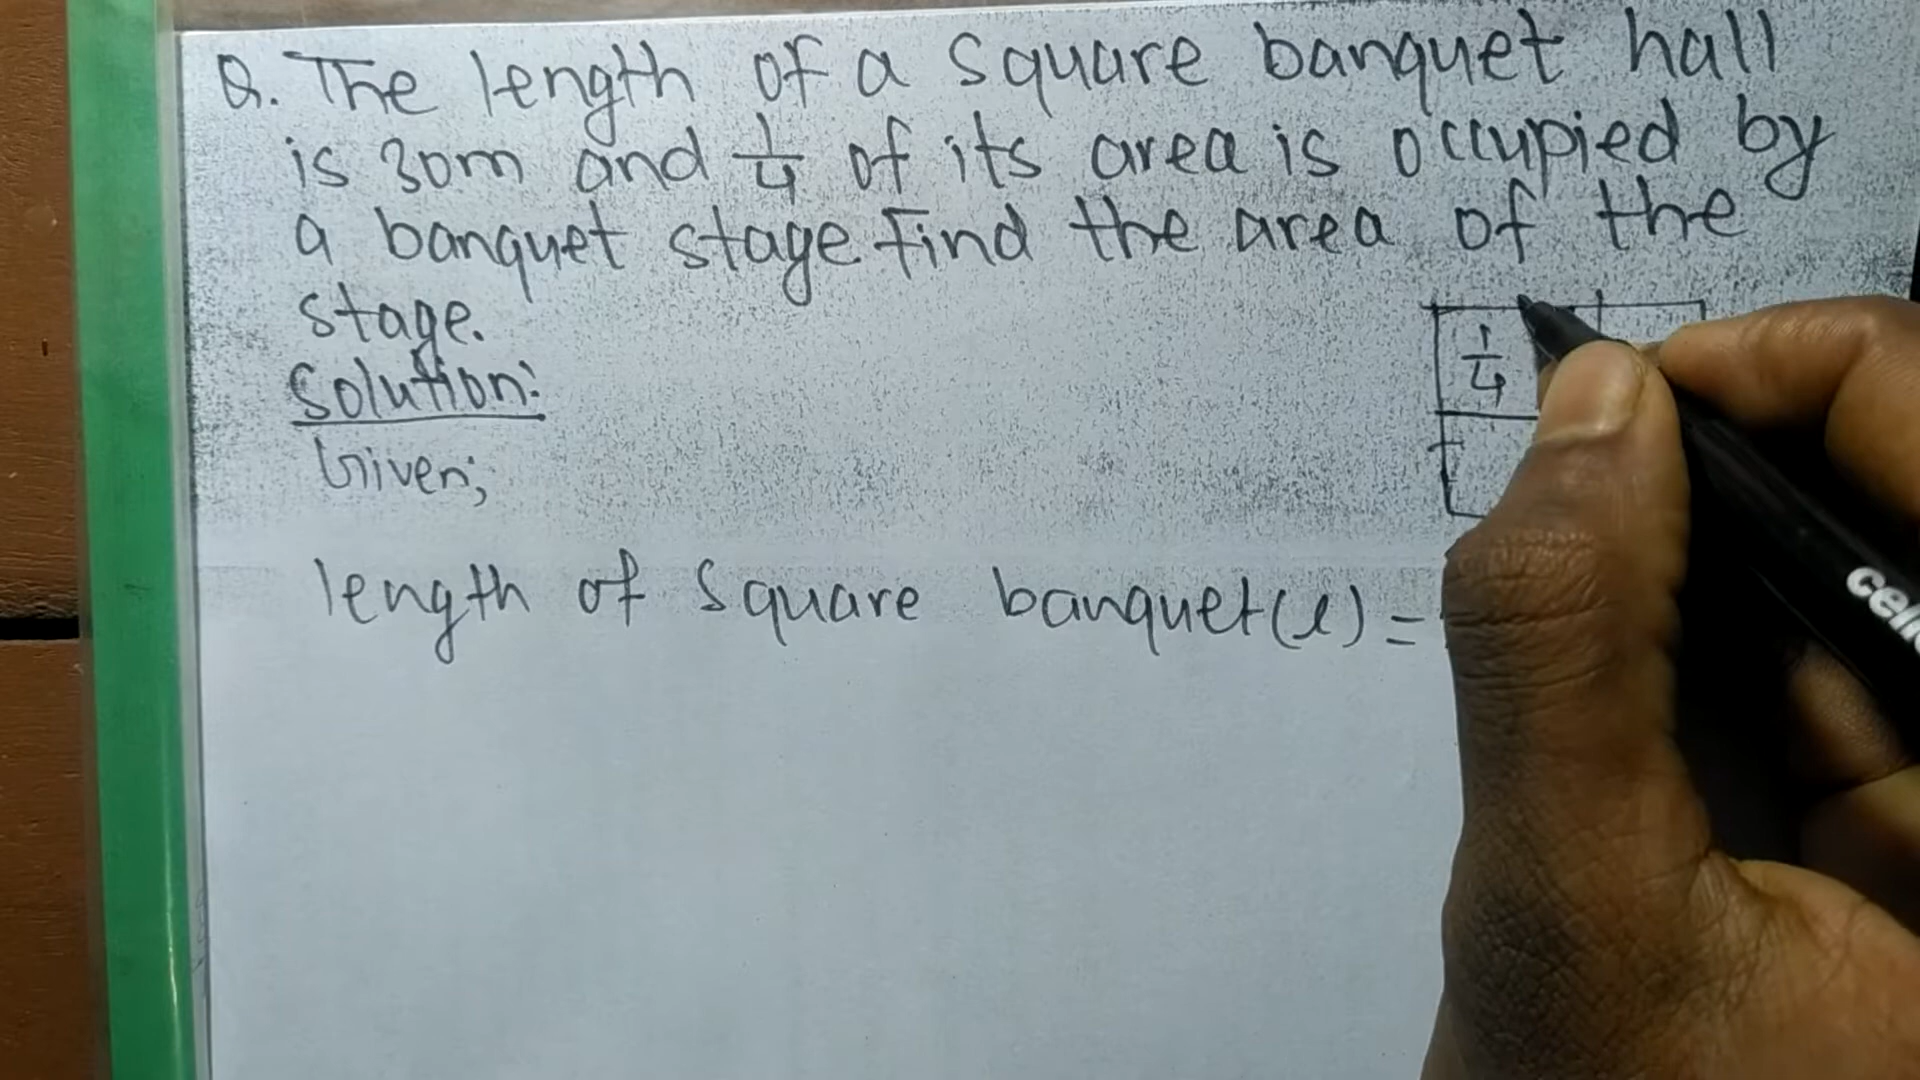 Q. The length of a square banquet hall
is 30m and 1/4 of its area is occupied by
a banquet stage. Find the area of the
stage.
Solution:
Given;
length of square banquet(l) =
1/4
cell